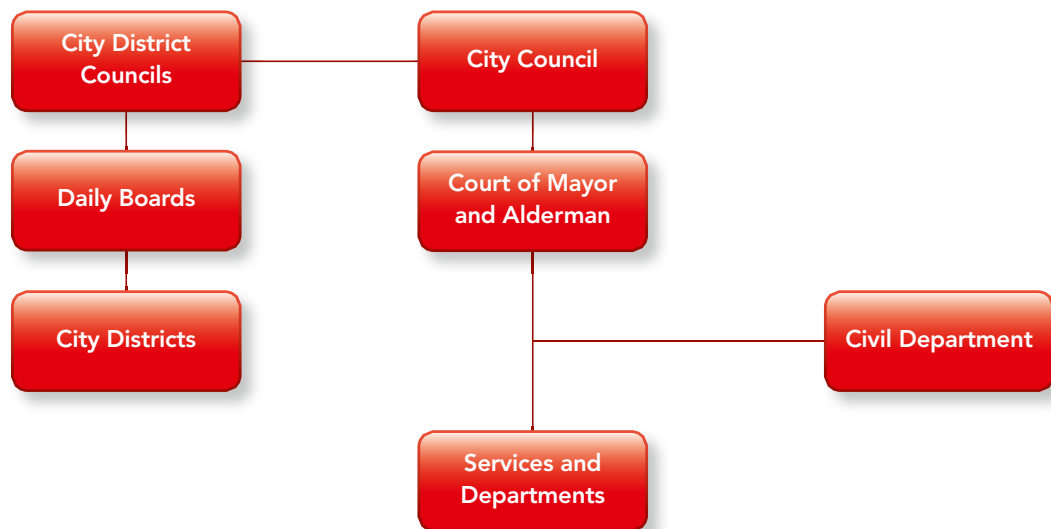 City District
Councils
City Council
Daily Boards
Court of Mayor
and Alderman
City Districts
Civil Department
Services and
Departments